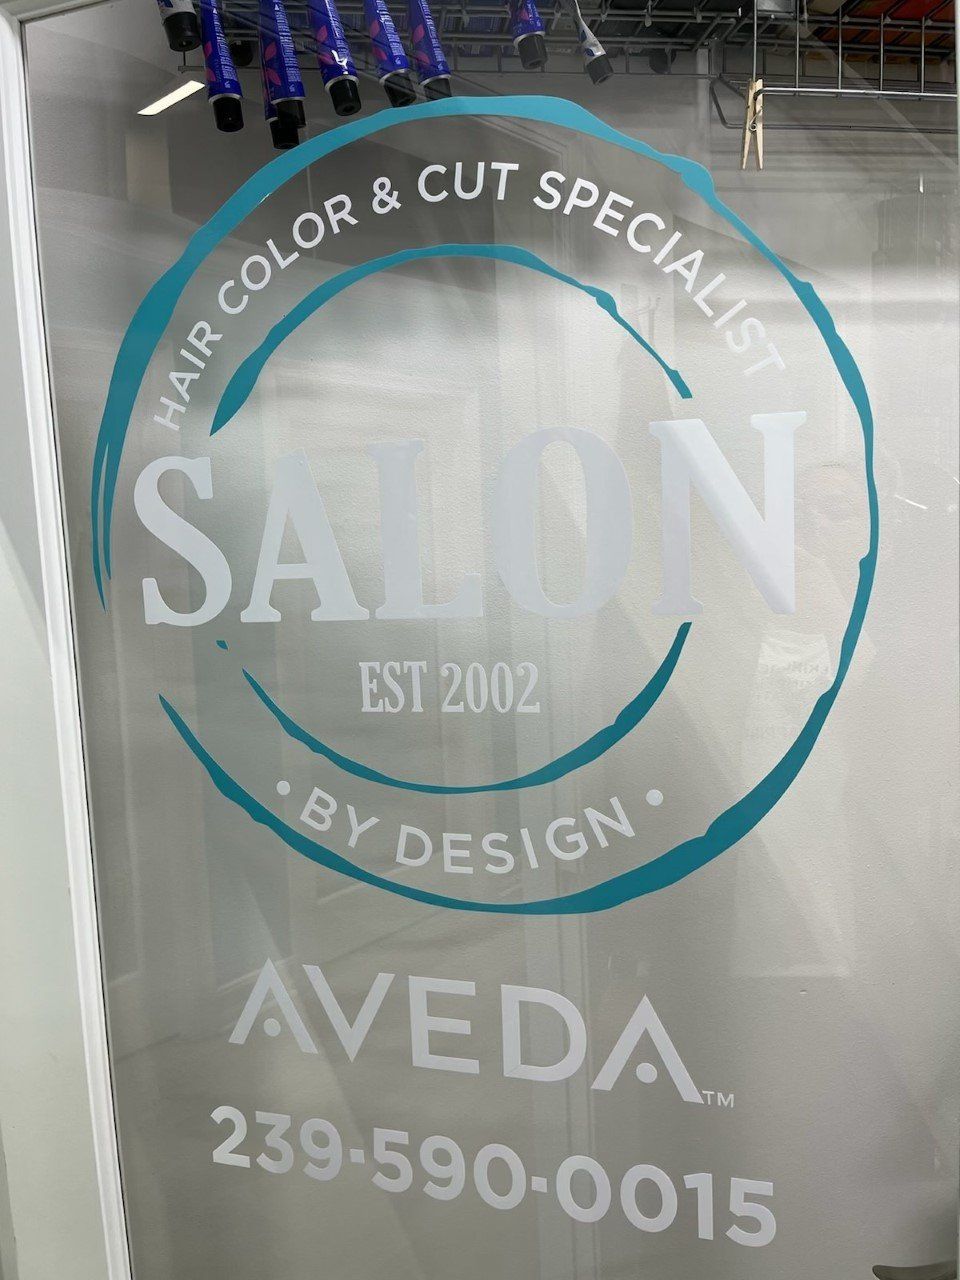 HAIR COLOR & CUT SPECIALIST
SALON
EST 2002
• BY DESIGN •
AVEDA™
239-590-0015